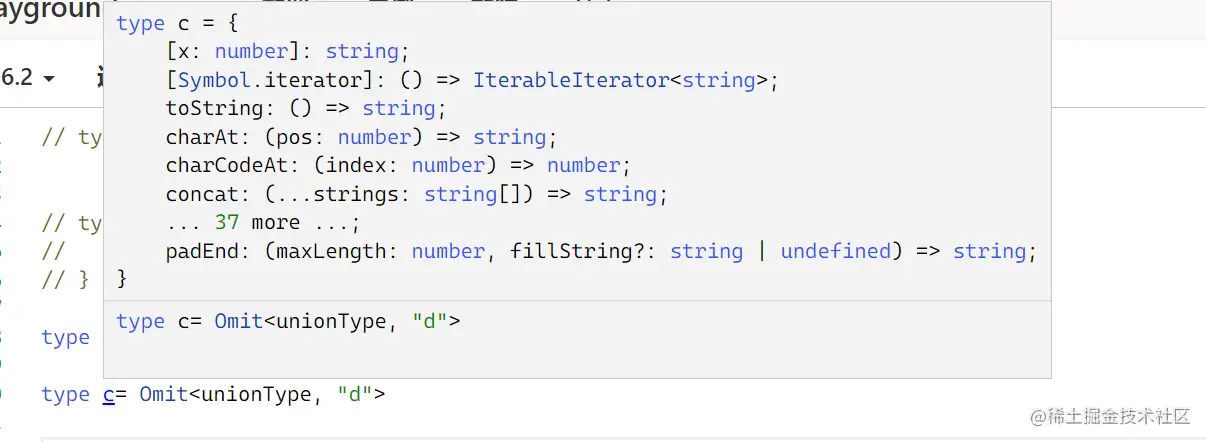 type c = {
[x: number]: string;
[Symbol.iterator]: () => IterableIterator<string>;
toString: () => string;
charAt: (pos: number) => string;
charCodeAt: (index: number) => number;
concat: (...strings: string[]) => string;
... 37 more ...;
padEnd: (maxLength: number, fillString?: string | undefined) => string;
}
type c= Omit<unionType, "d">
6.2
// ty
// ty
//
// }
type
type c= Omit<unionType, "d">
@稀土掘金技术社区